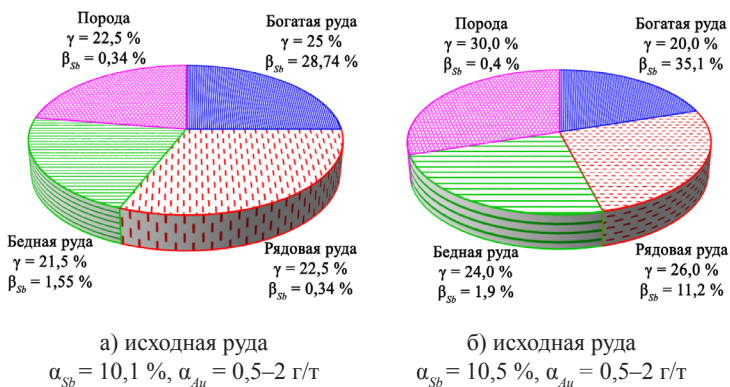 Порода
γ = 22,5 %
βSb = 0,34 %
Богатая руда
γ = 25 %
βSb = 28,74 %
Бедная руда
γ = 21,5 %
βSb = 1,55 %
Рядовая руда
γ = 22,5 %
βSb = 0,34 %
а) исходная руда
αSb = 10,1 %, αAu = 0,5–2 г/т
Порода
γ = 30,0 %
βSb = 0,4 %
Богатая руда
γ = 20,0 %
βSb = 35,1 %
Бедная руда
γ = 24,0 %
βSb = 1,9 %
Рядовая руда
γ = 26,0 %
βSb = 11,2 %
б) исходная руда
αSb = 10,5 %, αAu = 0,5–2 г/т